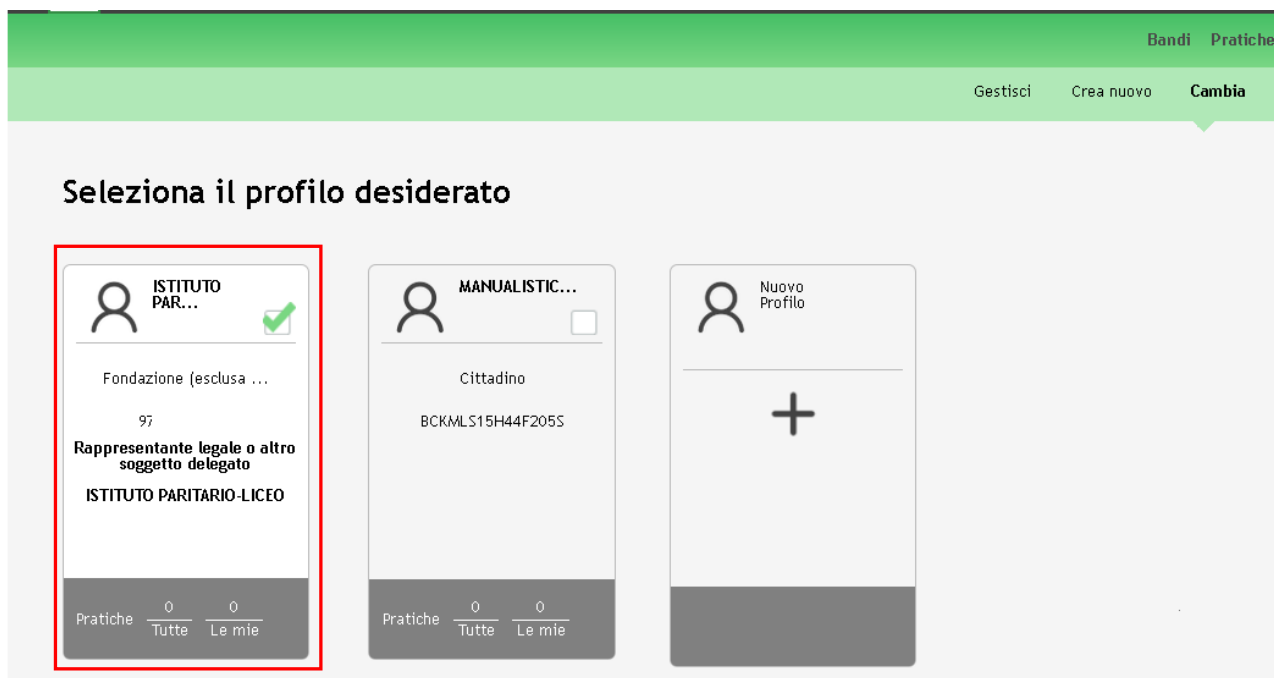 Bandi Pratiche
Gestisci Crea nuovo Cambia
Seleziona il profilo desiderato
ISTITUTO
PAR...
Fondazione (esclusa ...
97
Rappresentante legale o altro
soggetto delegato
ISTITUTO PARITARIO-LICEO
Pratiche 0 Tutte 0 Le mie
MANUALISTIC...
Cittadino
BCKMLS15H44F205S
Pratiche 0 Tutte 0 Le mie
Nuovo
Profilo